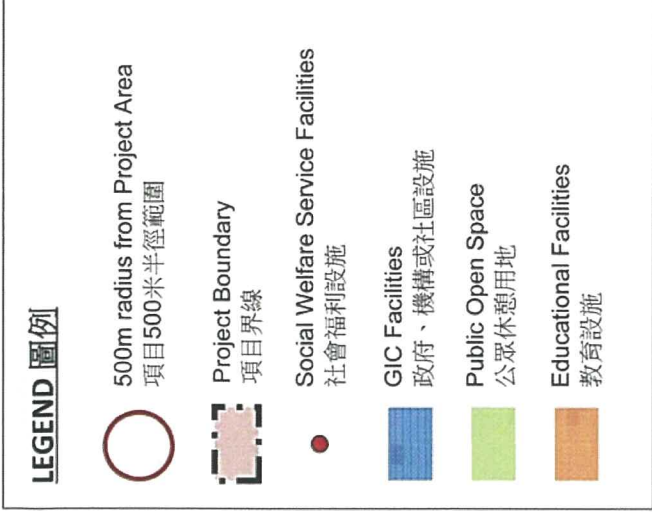 LEGEND 圖例
500m radius from Project Area
項目500米半徑範圍
Project Boundary
項目界線
Social Welfare Service Facilities
社會福利設施
GIC Facilities
政府、機構或社區設施
Public Open Space
公眾休憩用地
Educational Facilities
教育設施